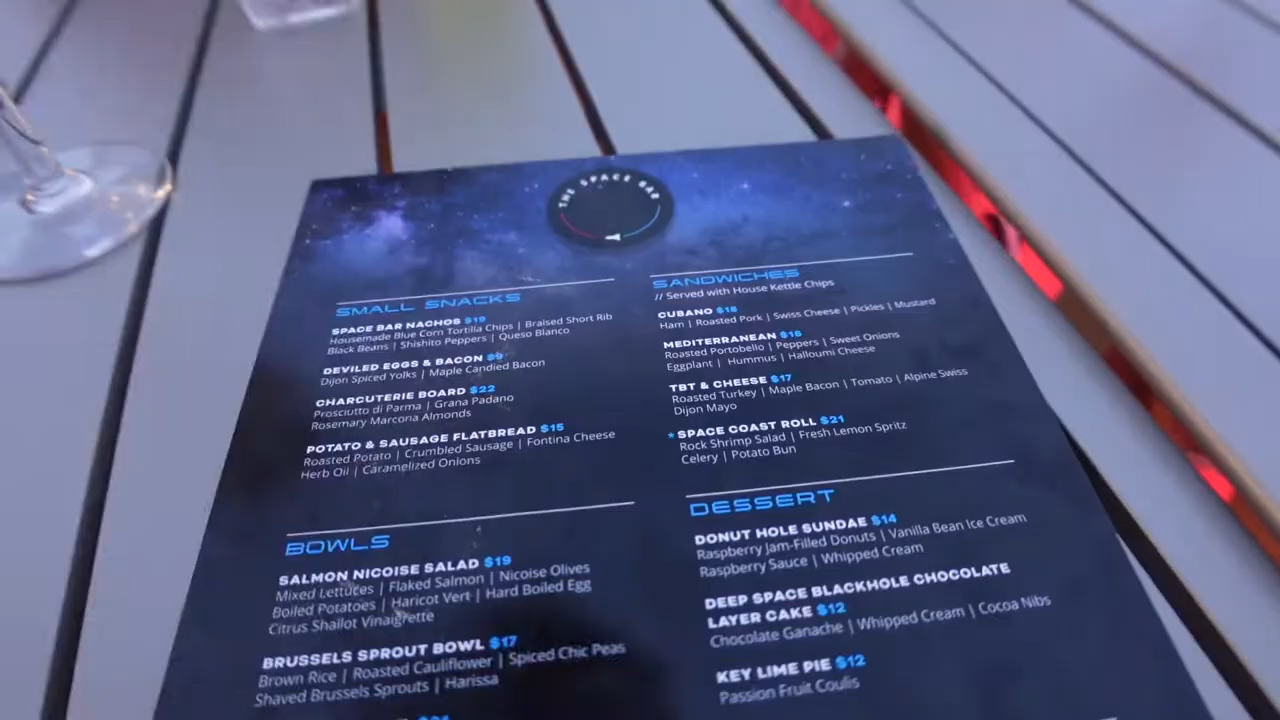 THE SPACE BAR
SMALL SNACKS
SPACE BAR NACHOS $19
Housemade Blue Corn Tortilla Chips | Braised Short Rib
Black Beans | Shishito Peppers | Queso Blanco
DEVILED EGGS & BACON $9
Dijon Spiced Yolks | Maple Candied Bacon
CHARCUTERIE BOARD $22
Prosciutto di Parma | Grana Padano
Rosemary Marcona Almonds
POTATO & SAUSAGE FLATBREAD $15
Roasted Potato | Crumbled Sausage | Fontina Cheese
Herb Oil | Caramelized Onions
BOWLS
SALMON NICOISE SALAD $19
Mixed Lettuces | Flaked Salmon | Nicoise Olives
Boiled Potatoes | Haricot Vert | Hard Boiled Egg
Citrus Shallot Vinaigrette
BRUSSELS SPROUT BOWL $17
Brown Rice | Roasted Cauliflower | Spiced Chic Peas
Shaved Brussels Sprouts | Harissa
SANDWICHES
// Served with House Kettle Chips
CUBANO $18
Ham | Roasted Pork | Swiss Cheese | Pickles | Mustard
MEDITERRANEAN $16
Roasted Portobello | Peppers | Sweet Onions
Eggplant | Hummus | Halloumi Cheese
TBT & CHEESE $17
Roasted Turkey | Maple Bacon | Tomato | Alpine Swiss
Dijon Mayo
* SPACE COAST ROLL $21
Rock Shrimp Salad | Fresh Lemon Spritz
Celery | Potato Bun
DESSERT
DONUT HOLE SUNDAE $14
Raspberry Jam-Filled Donuts | Vanilla Bean Ice Cream
Raspberry Sauce | Whipped Cream
DEEP SPACE BLACKHOLE CHOCOLATE
LAYER CAKE $12
Chocolate Ganache | Whipped Cream | Cocoa Nibs
KEY LIME PIE $12
Passion Fruit Coulis